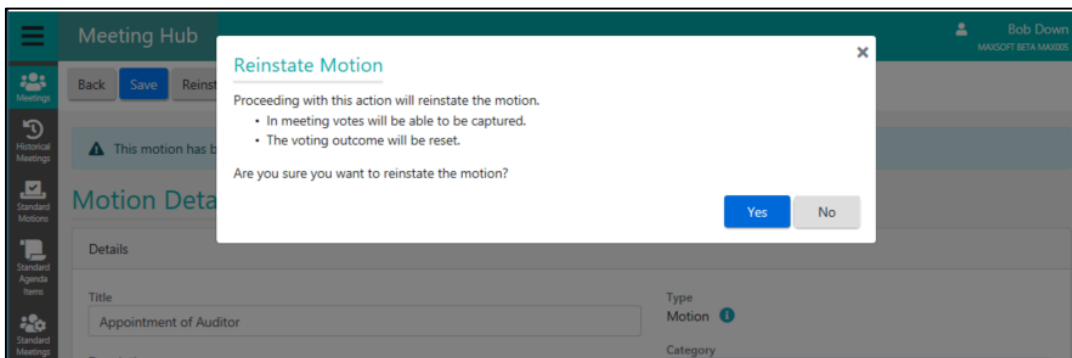 Meeting Hub
Bob Down
MAXSOFT BETA MAX005
Meetings
Back
Save
Reinst
Historical
Meetings
This motion has b
Standard
Motions
Motion Deta
Standard
Agenda
Items
Details
Title
Appointment of Auditor
Type
Motion
Category
Standard
Meetings
Reinstate Motion
Proceeding with this action will reinstate the motion.
• In meeting votes will be able to be captured.
• The voting outcome will be reset.
Are you sure you want to reinstate the motion?
Yes
No